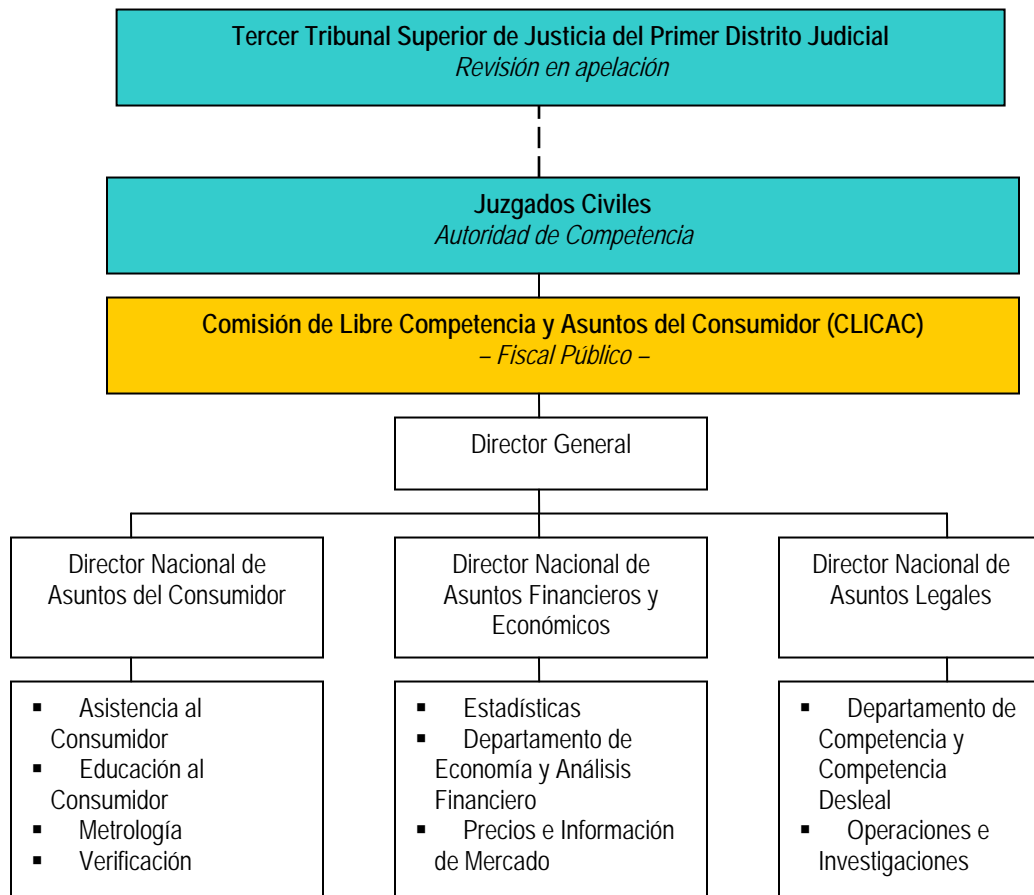 Tercer Tribunal Superior de Justicia del Primer Distrito Judicial
Revisión en apelación
Juzgados Civiles
Autoridad de Competencia
Comisión de Libre Competencia y Asuntos del Consumidor (CLICAC)
– Fiscal Público –
Director General
Director Nacional de
Asuntos del Consumidor
Director Nacional de
Asuntos Financieros y
Económicos
Director Nacional de
Asuntos Legales
▪ Asistencia al
Consumidor
▪ Educación al
Consumidor
▪ Metrología
▪ Verificación
▪ Estadísticas
▪ Departamento de
Economía y Análisis
Financiero
▪ Precios e Información
de Mercado
▪ Departamento de
Competencia y
Competencia
Desleal
▪ Operaciones e
Investigaciones